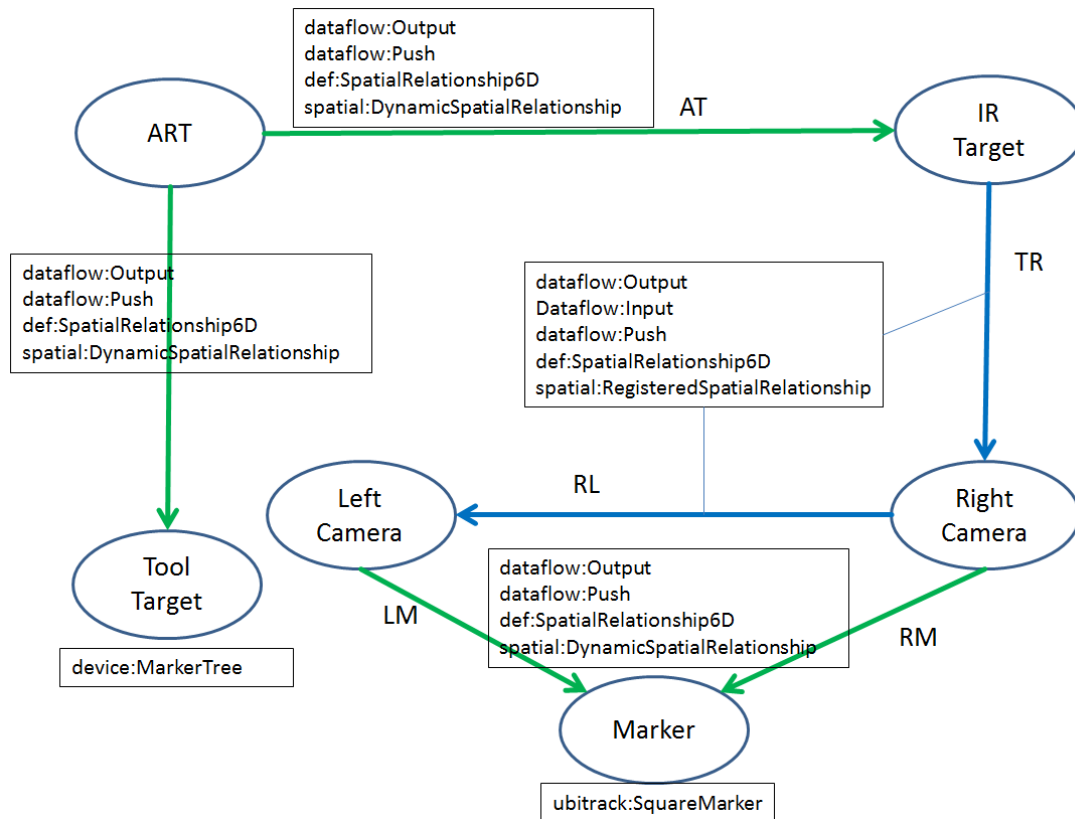 dataflow:Output
dataflow:Push
def:SpatialRelationship6D
spatial:DynamicSpatialRelationship
ART
AT
IR
Target
dataflow:Output
dataflow:Push
def:SpatialRelationship6D
spatial:DynamicSpatialRelationship
TR
dataflow:Output
Dataflow:Input
dataflow:Push
def:SpatialRelationship6D
spatial:RegisteredSpatialRelationship
Left
Camera
RL
Right
Camera
Tool
Target
device:MarkerTree
LM
dataflow:Output
dataflow:Push
def:SpatialRelationship6D
spatial:DynamicSpatialRelationship
RM
Marker
ubitrack:SquareMarker